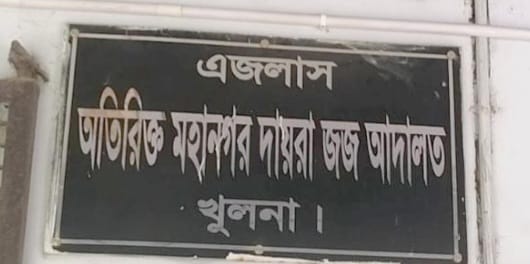 এজলাস
অতিরিক্ত মহানগর দায়রা জজ আদালত
খুলনা ।